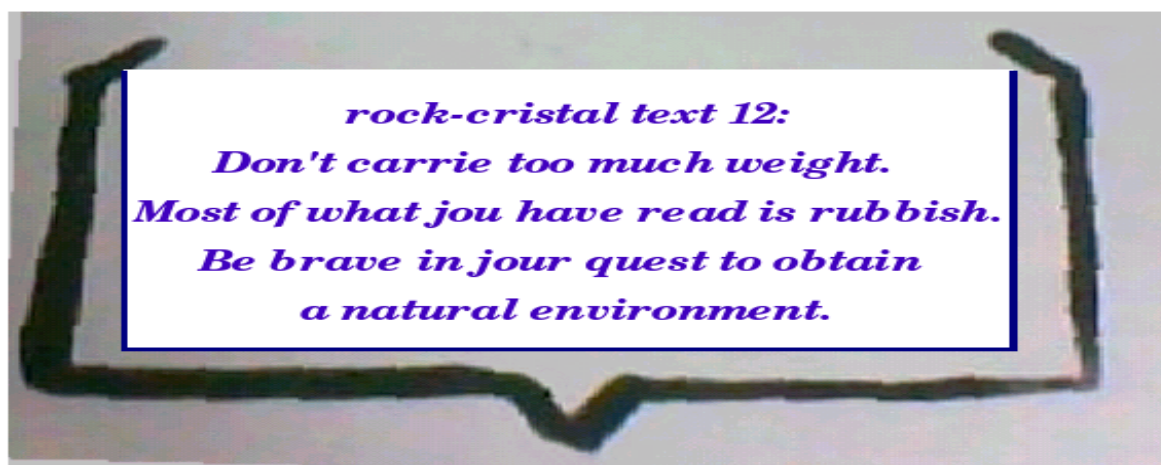 rock-cristal text 12:
Don't carrie too much weight.
Most of what jou have read is rubbish.
Be brave in jour quest to obtain
a natural environment.